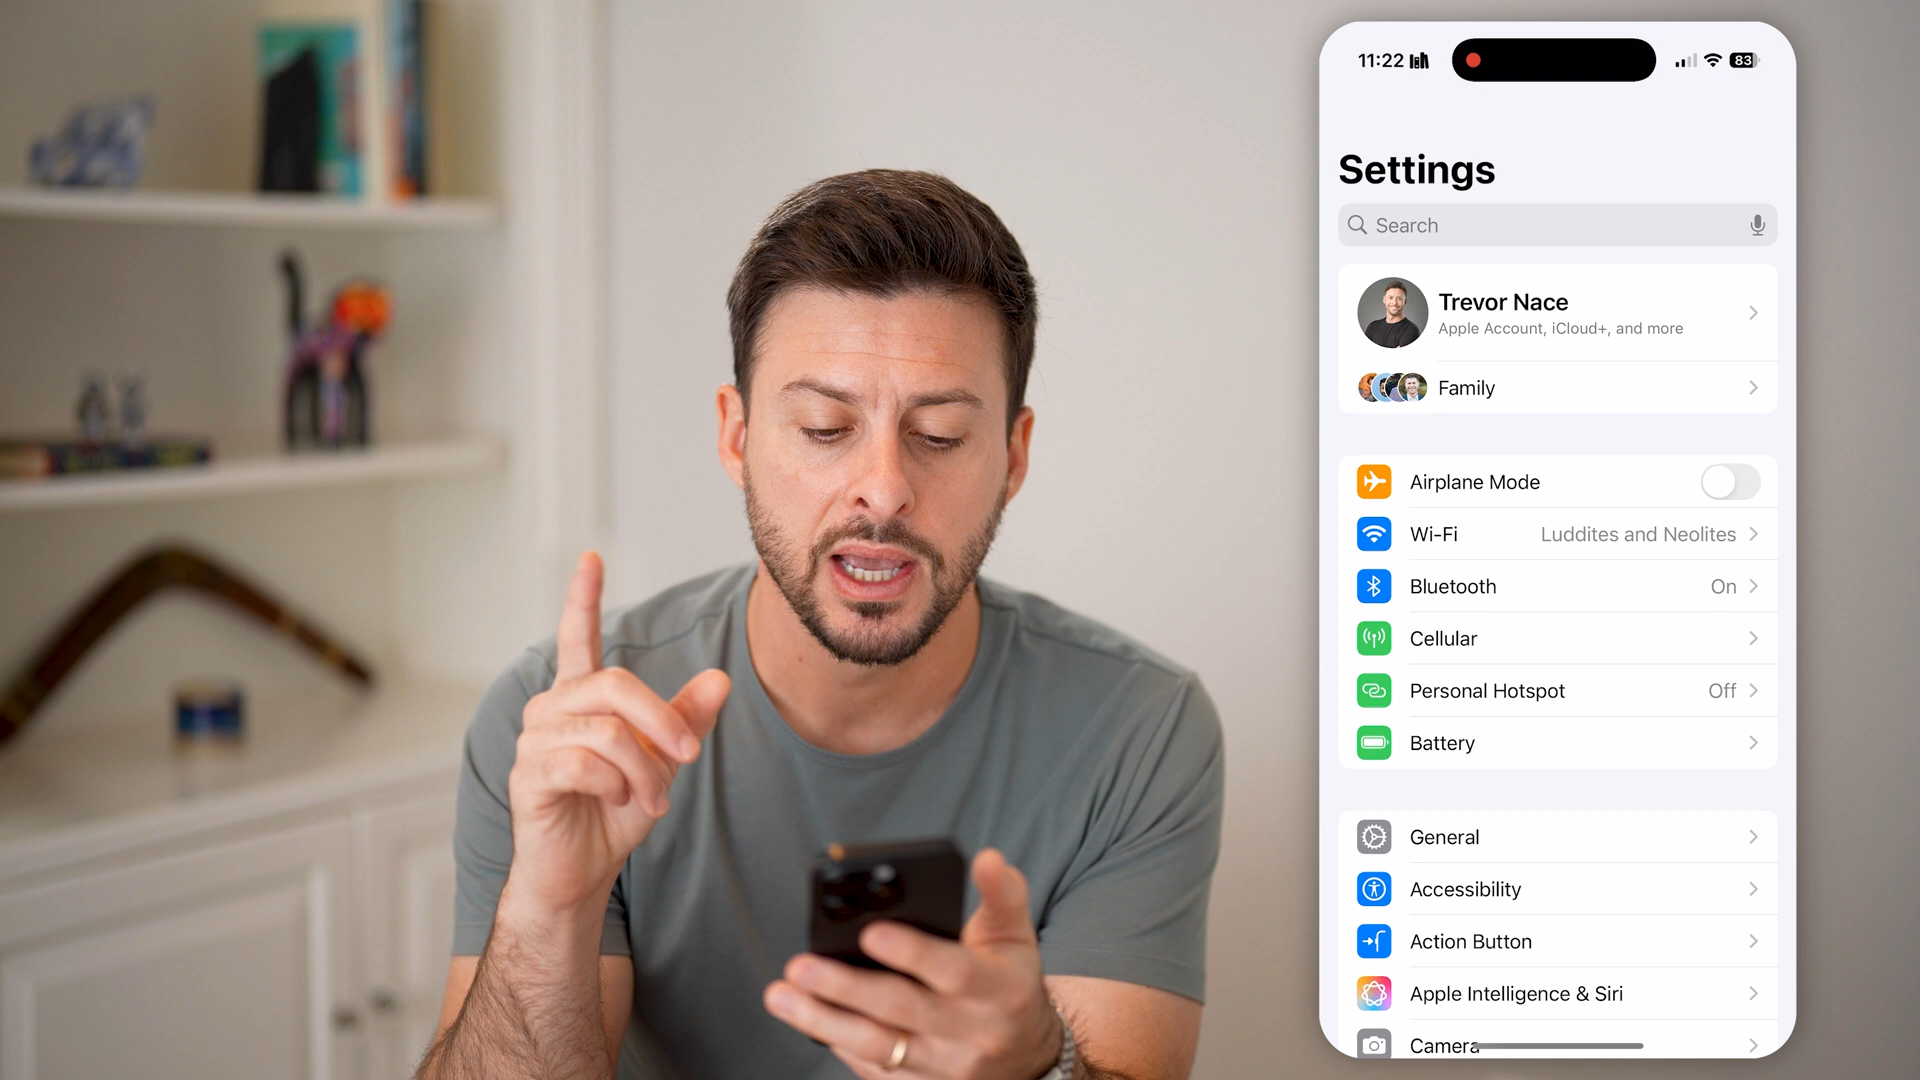 11:22
83
Settings
Search
Trevor Nace
Apple Account, iCloud+, and more
Family
Airplane Mode
Wi-Fi Luddites and Neolites
Bluetooth On
Cellular
Personal Hotspot Off
Battery
General
Accessibility
Action Button
Apple Intelligence & Siri
Camera